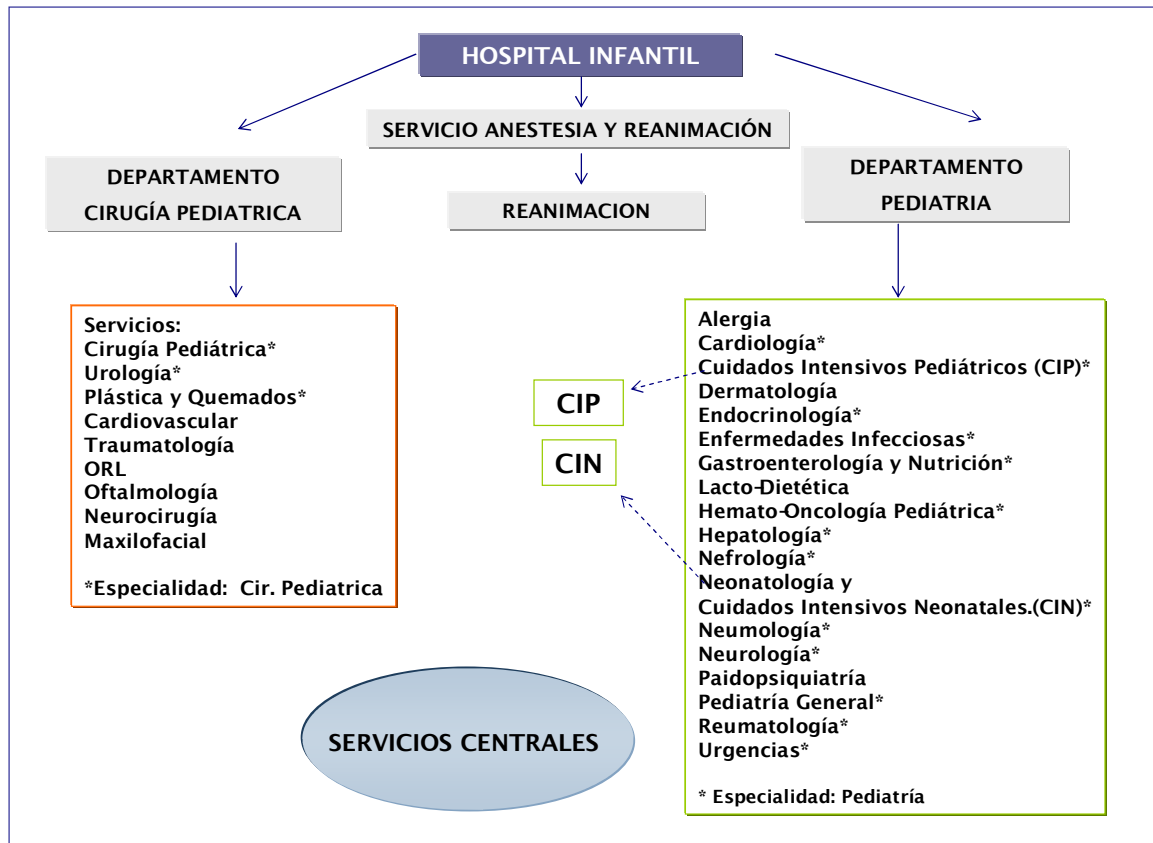 HOSPITAL INFANTIL
SERVICIO ANESTESIA Y REANIMACIÓN
REANIMACION
DEPARTAMENTO
CIRUGÍA PEDIATRICA
DEPARTAMENTO
PEDIATRIA
Servicios:
Cirugía Pediátrica*
Urología*
Plástica y Quemados*
Cardiovascular
Traumatología
ORL
Oftalmología
Neurocirugía
Maxilofacial
*Especialidad: Cir. Pediatrica
CIP
CIN
Alergia
Cardiología*
Cuidados Intensivos Pediátricos (CIP)*
Dermatología
Endocrinología*
Enfermedades Infecciosas*
Gastroenterología y Nutrición*
Lacto-Dietética
Hemato-Oncología Pediátrica*
Hepatología*
Nefrología*
Neonatología y
Cuidados Intensivos Neonatales.(CIN)*
Neumología*
Neurología*
Paidopsiquiatría
Pediatría General*
Reumatología*
Urgencias*
* Especialidad: Pediatría
SERVICIOS CENTRALES